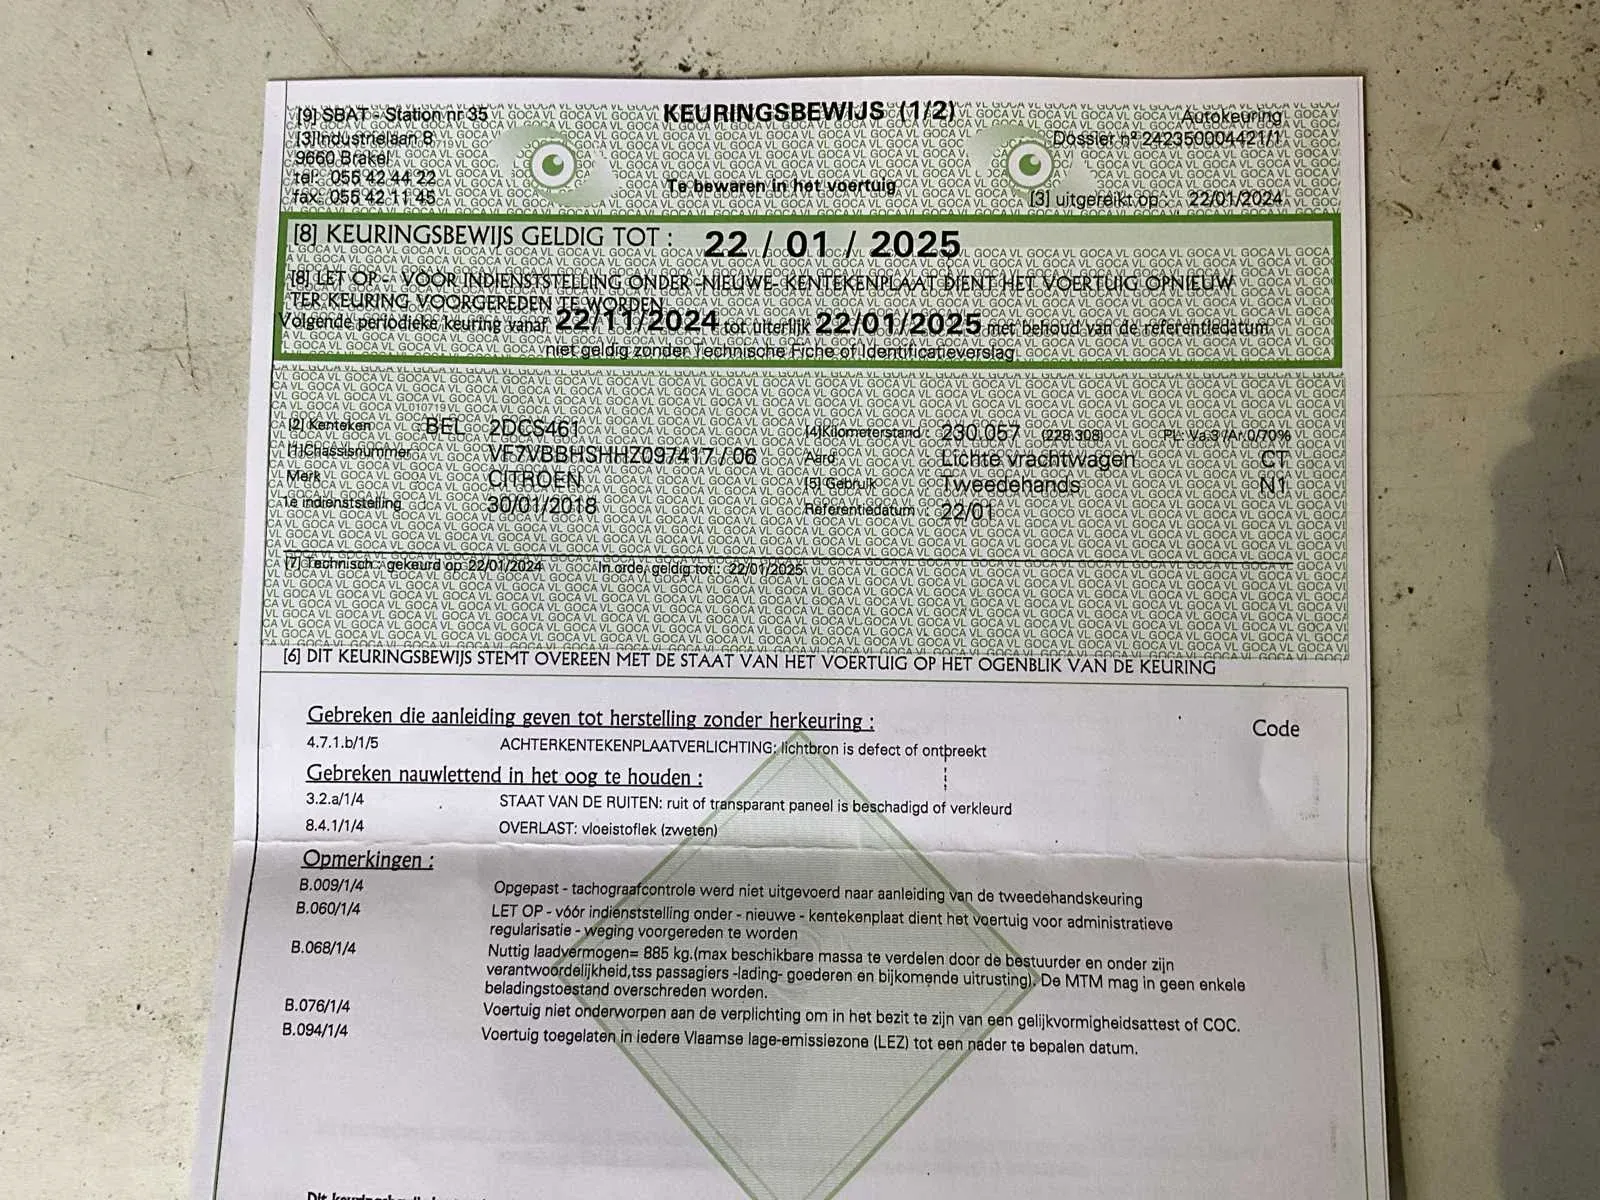 [9] SBAT - Station nr 35
KEURINGSBEWIJS (1/2)
Autokeuring
[3]Industrielaan 8
Dossier nº 242350004421/1
9660 Brakel
tel: 055 42 44 22
Te bewaren in het voertuig
fax: 055 42 11 45
[3] uitgereikt op : 22/01/2024
[8] KEURINGSBEWIJS GELDIG TOT : 22 / 01 / 2025
[8] LET OP - VÓÓR INDIENSTSTELLING ONDER -NIEUWE- KENTEKENPLAAT DIENT HET VOERTUIG OPNIEUW
TER KEURING VOORGEREDEN TE WORDEN
Volgende periodieke keuring vanaf 22/11/2024 tot uiterlijk 22/01/2025 met behoud van de referentiedatum
niet geldig zonder Technische Fiche of Identificatieverslag
[2] Kenteken : BEL 2DCS461
[4]Kilometerstand : 230.057 (228.308) PL: Va.3 /Ar.0/70%
[1]Chassisnummer VF7VBBHSHHZ097417 / 06
Aard Lichte vrachtwagen CT
Merk CITROEN
[5] Gebruik Tweedehands N1
1e indienststelling 30/01/2018
Referentiedatum : 22/01
[7] Technisch : gekeurd op 22/01/2024 In orde, geldig tot : 22/01/2025
[6] DIT KEURINGSBEWIJS STEMT OVEREEN MET DE STAAT VAN HET VOERTUIG OP HET OGENBLIK VAN DE KEURING
Gebreken die aanleiding geven tot herstelling zonder herkeuring :
Code
4.7.1.b/1/5 ACHTERKENTEKENPLAATVERLICHTING: lichtbron is defect of ontbreekt
Gebreken nauwlettend in het oog te houden :
3.2.a/1/4 STAAT VAN DE RUITEN: ruit of transparant paneel is beschadigd of verkleurd
8.4.1/1/4 OVERLAST: vloeistoflek (zweten)
Opmerkingen :
B.009/1/4 Opgepast - tachograafcontrole werd niet uitgevoerd naar aanleiding van de tweedehandskeuring
B.060/1/4 LET OP - vóór indienststelling onder - nieuwe - kentekenplaat dient het voertuig voor administratieve
regularisatie - weging voorgereden te worden
B.068/1/4 Nuttig laadvermogen= 885 kg.(max beschikbare massa te verdelen door de bestuurder en onder zijn
verantwoordelijkheid,tss passagiers -lading- goederen en bijkomende uitrusting). De MTM mag in geen enkele
beladingstoestand overschreden worden.
B.076/1/4 Voertuig niet onderworpen aan de verplichting om in het bezit te zijn van een gelijkvormigheidsattest of COC.
B.094/1/4 Voertuig toegelaten in iedere Vlaamse lage-emissiezone (LEZ) tot een nader te bepalen datum.